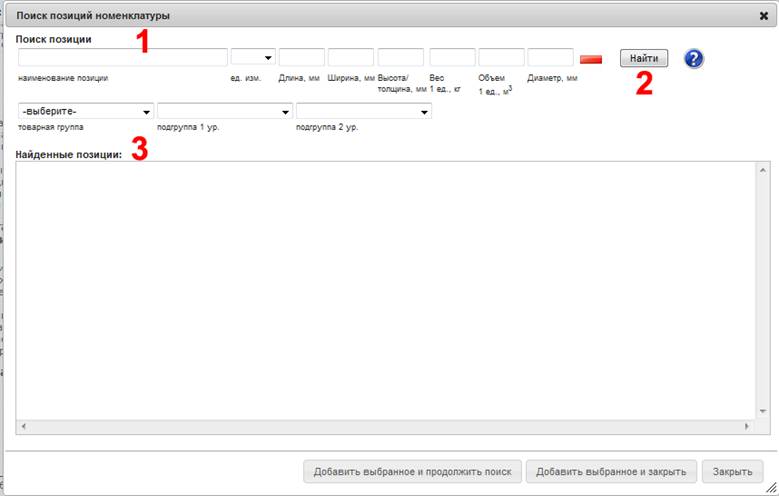 Поиск позиций номенклатуры
Поиск позиции
1
Найти
?
2
наименование позиции
ед. изм.
Длина, мм
Ширина, мм
Высота/
толщина, мм
Вес
1 ед., кг
Объем
1 ед., м³
Диаметр, мм
-выберите-
товарная группа
подгруппа 1 ур.
подгруппа 2 ур.
3
Найденные позиции:
Добавить выбранное и продолжить поиск
Добавить выбранное и закрыть
Закрыть